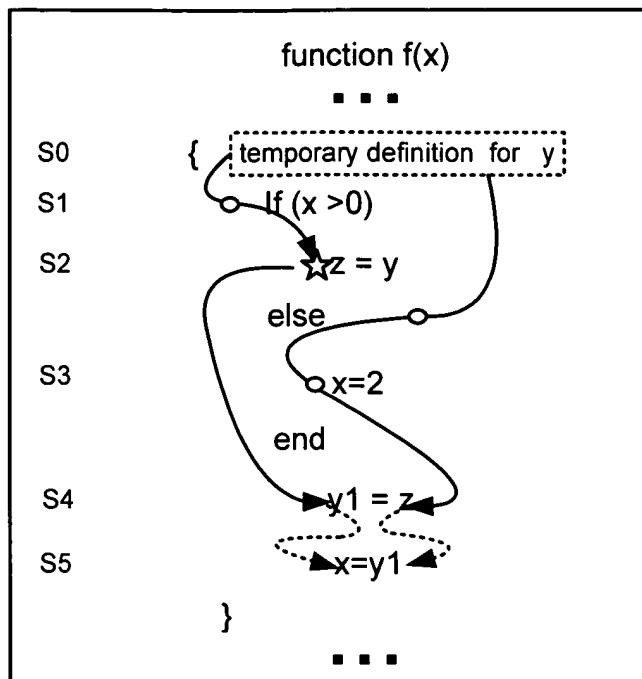 function f(x)
S0 { temporary definition for y
S1 If (x >0)
S2 z = y
else
S3 x=2
end
S4 y1 = z
S5 x=y1
}